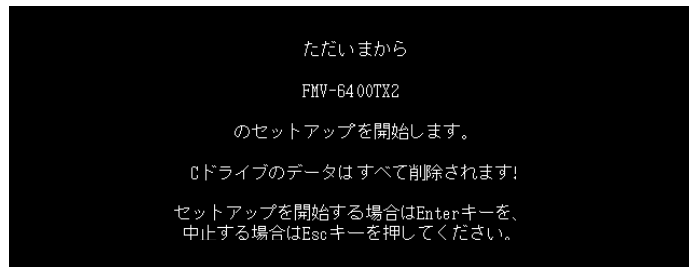 ただいまから
FMV-6400TX2
のセットアップを開始します。
Cドライブのデータはすべて削除されます!
セットアップを開始する場合はEnterキーを、
中止する場合はEscキーを押してください。